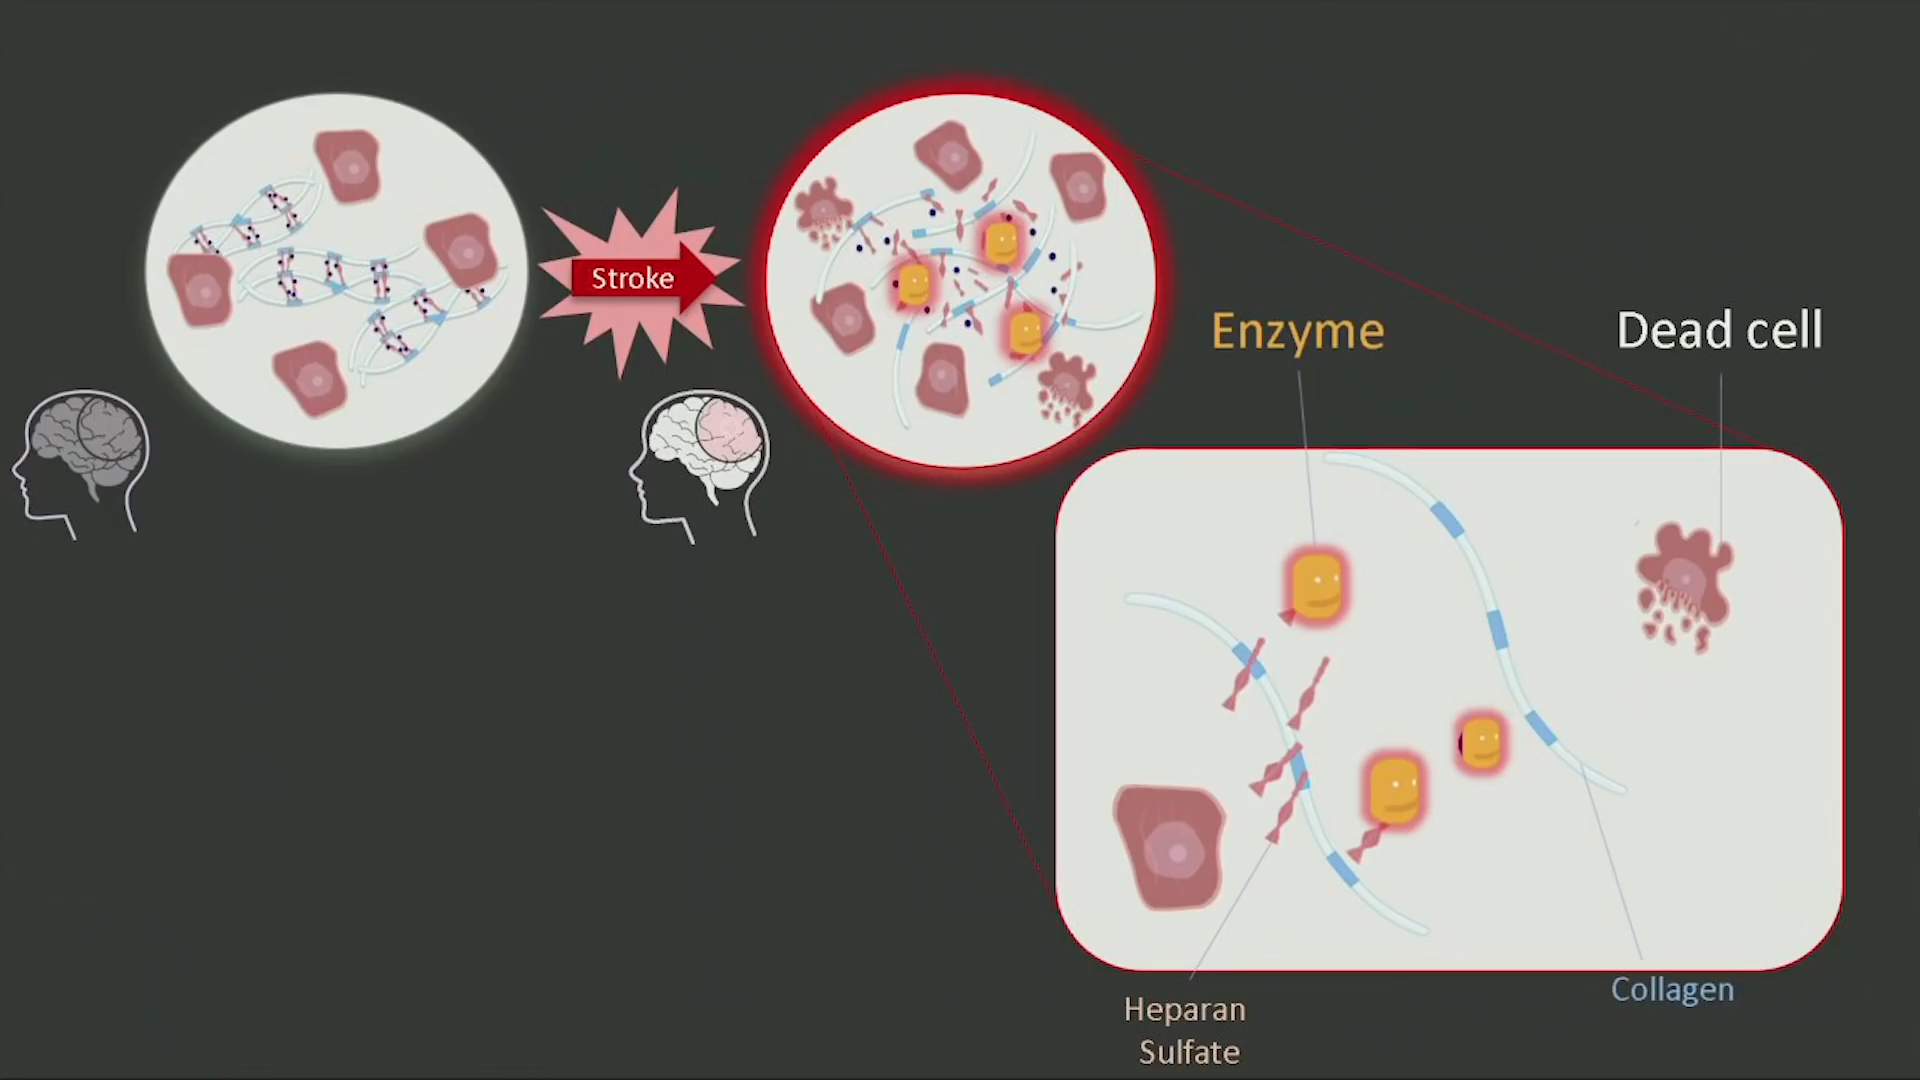 Stroke
Enzyme
Dead cell
Collagen
Heparan
Sulfate